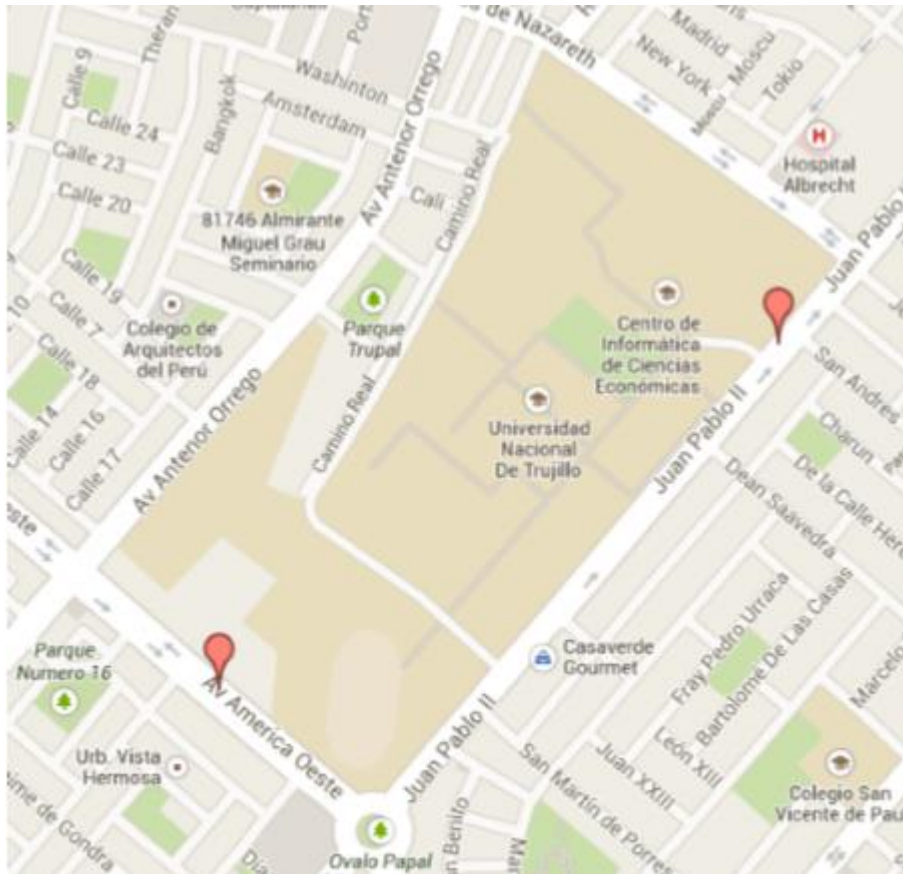 de Nazareth
Madrid
New York
Moscu
Moscu
Tokio
Calle 9
Washinton
Amsterdam
Bangkok
Calle 24
Calle 23
Calle 20
Av Antenor Orrego
Cali
Camino Real
H
Hospital
Albrecht
81746 Almirante
Miguel Grau
Seminario
Juan Pablo II
Calle 19
Calle 7
10
Colegio de
Arquitectos
del Perú
Parque
Trupal
Centro de
Informática
de Ciencias
Económicas
Calle 18
Calle 16
Calle 14
Calle 17
Av Antenor Orrego
Camino Real
Universidad
Nacional
De Trujillo
Juan Pablo II
San Andres
Charun
De la Calle Here
Dean Saavedra
Oeste
Parque
Numero 16
Av America Oeste
Casaverde
Gourmet
Fray Pedro Urraca
Bartolome De Las Casas
Marcelo
Urb. Vista
Hermosa
Juan Pablo II
León XIII
Juan XXIII
San Martin de Porres
Colegio San
Vicente de Paul
San Benito
Ovalo Papal